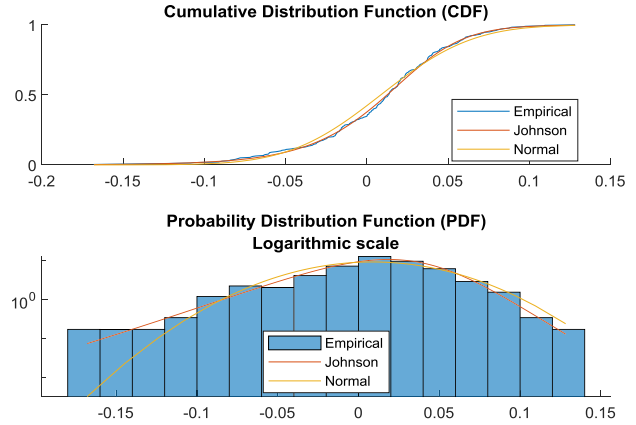 Cumulative Distribution Function (CDF)
1
0.5
0
Empirical
Johnson
Normal
-0.2 -0.15 -0.1 -0.05 0 0.05 0.1 0.15
Probability Distribution Function (PDF)
Logarithmic scale
10⁰
Empirical
Johnson
Normal
-0.15 -0.1 -0.05 0 0.05 0.1 0.15